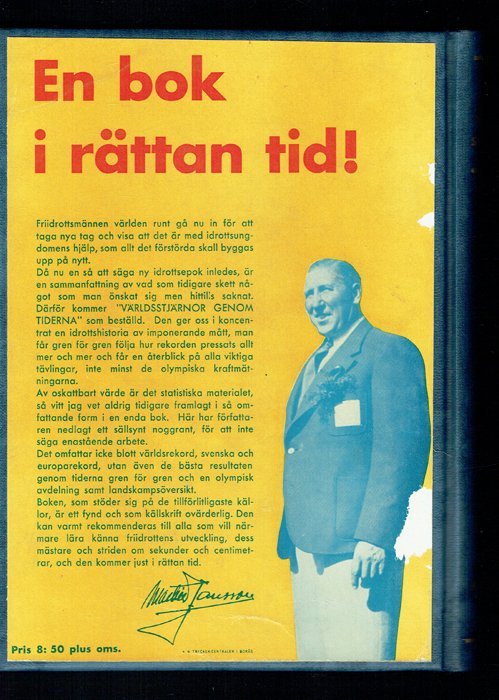 En bok
i rättan tid!
Friidrottsmännen världen runt gå nu in för att
taga nya tag och visa att det är med idrottsung-
domens hjälp, som allt det förstörda skall byggas
upp på nytt.
Då nu en så att säga ny idrottsepok inledes, är
en sammanfattning av vad som tidigare skett nå-
got som man önskat sig men hittils saknat.
Därför kommer "VÄRLDSSTJÄRNOR GENOM
TIDERNA" som beställd. Den ger oss i koncen-
trat en idrottshistoria av imponerande mått, man
får gren för gren följa hur rekorden pressats allt
mer och mer och får en återblick på alla viktiga
tävlingar, inte minst de olympiska kraftmät-
ningarna.
Av oskattbart värde är det statistiska materialet,
så vitt jag vet aldrig tidigare framlagt i så om-
fattande form i en enda bok. Här har författa-
ren nedlagt ett sällsynt noggrant, för att inte
säga enastående arbete.
Det omfattar icke blott världsrekord, svenska och
europarekord, utan även de bästa resultaten
genom tiderna gren för gren och en olympisk
avdelning samt landskampsöversikt.
Boken, som stöder sig på de tillförlitligaste käl-
lor, är ett fynd och som källskrift ovärderlig. Den
kan varmt rekommenderas till alla som vill när-
mare lära känna friidrottens utveckling, dess
mästare och striden om sekunder och centimet-
rar, och den kommer just i rättan tid.
Pris 8: 50 plus oms.
TRYCKERICENTRALER I BORÅS